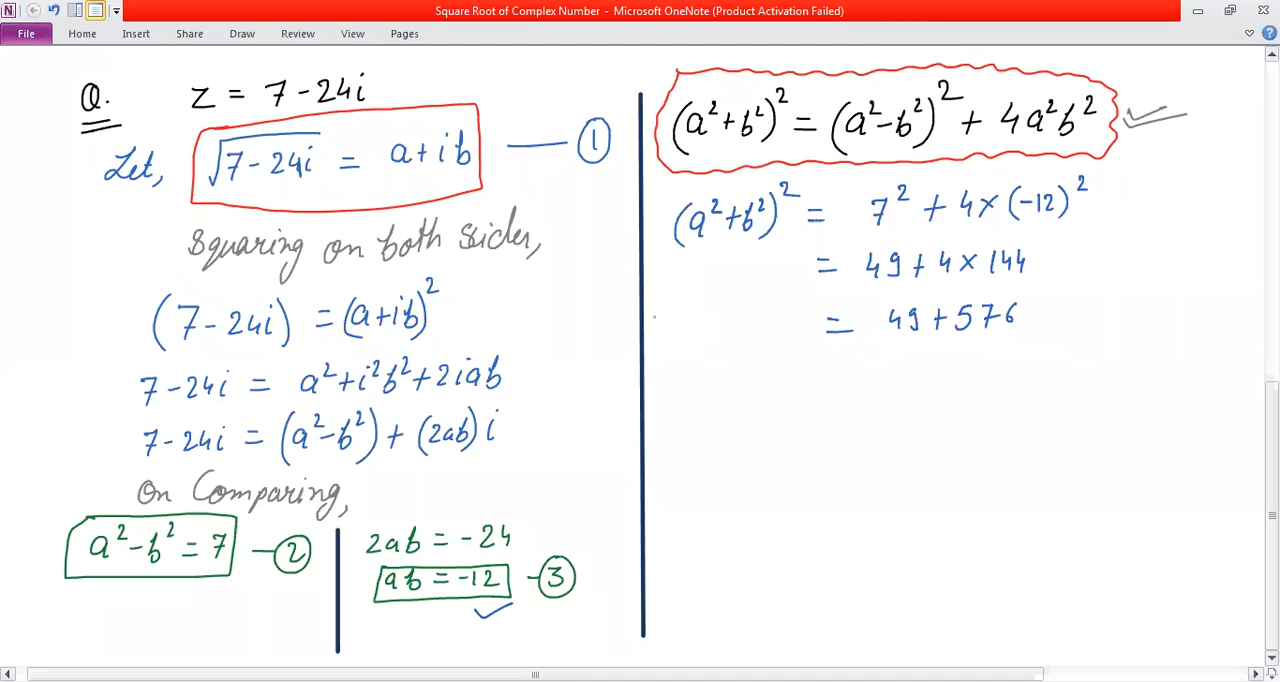 Square Root of Complex Number - Microsoft OneNote (Product Activation Failed)
File Home Insert Share Draw Review View Pages
Q. z = 7-24i
Let, √7-24i = a+ib — 1
Squaring on both sides,
(7-24i) = (a+ib)²
7-24i = a²+i²b²+2iab
7-24i = (a²-b²) + (2ab)i
On Comparing,
a²-b² = 7 — 2
2ab = -24
ab = -12 — 3
(a²+b²)² = (a²-b²)² + 4a²b²
(a²+b²)² = 7² + 4×(-12)²
= 49 + 4×144
= 49+576